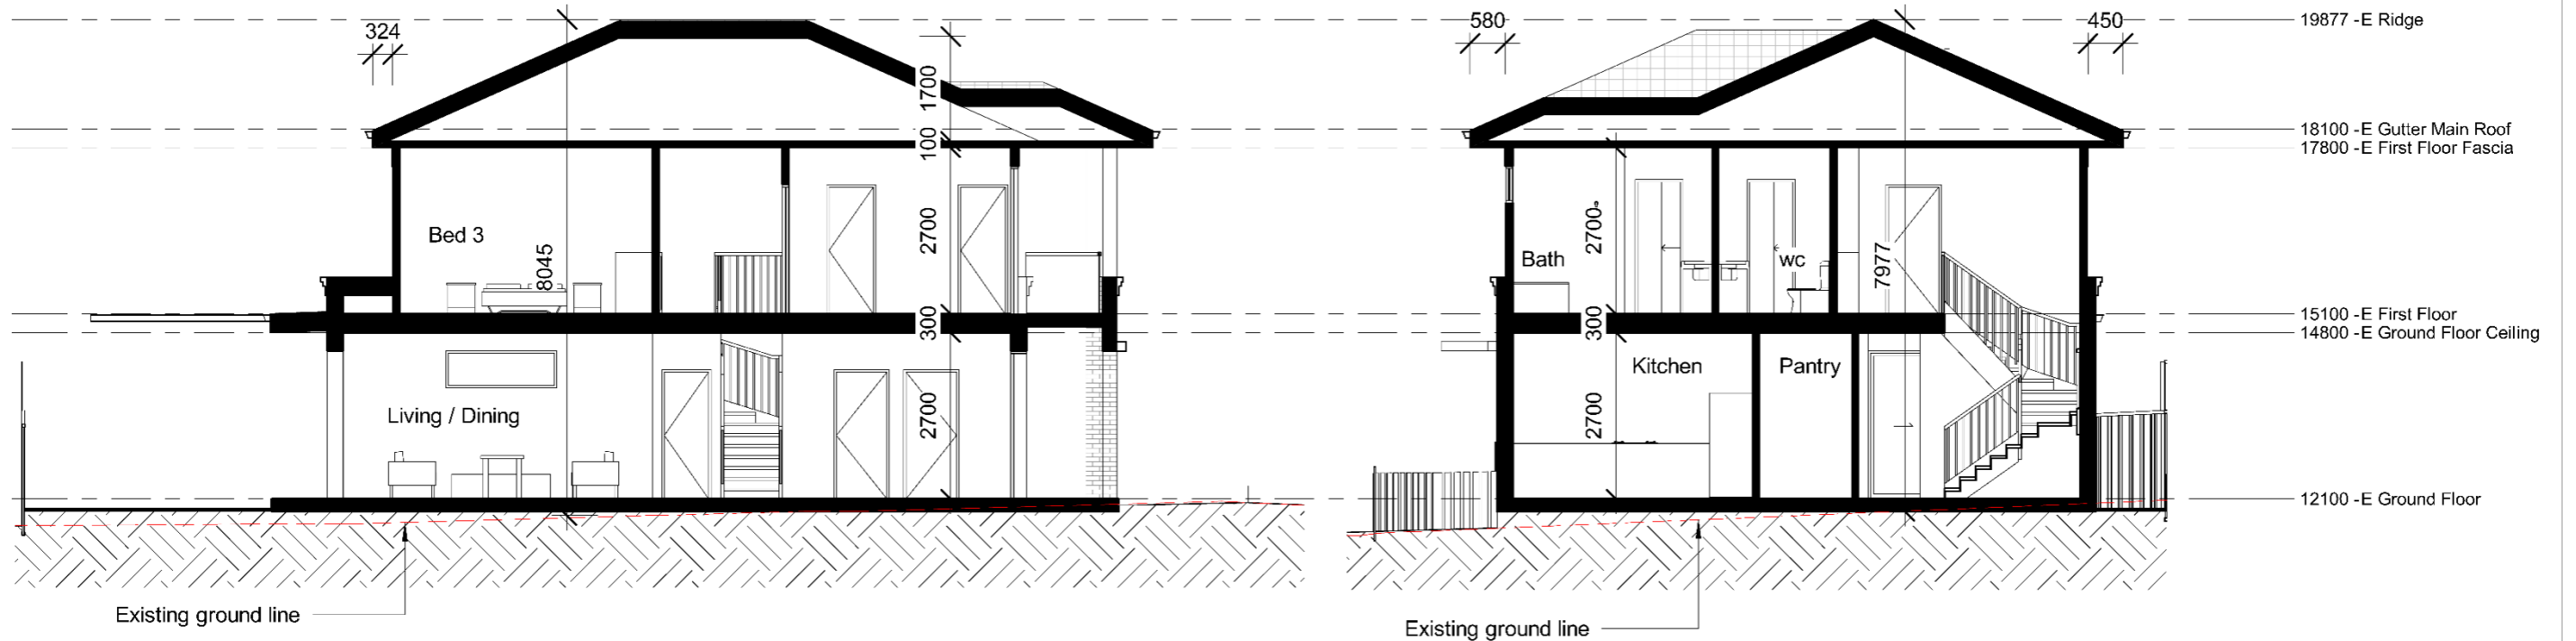 324
580
450
19877 -E Ridge
1700
100
18100 -E Gutter Main Roof
17800 -E First Floor Fascia
Bed 3
8045
2700
Bath
2700
wc
7977
300
300
15100 -E First Floor
14800 -E Ground Floor Ceiling
Living / Dining
2700
Kitchen
Pantry
2700
12100 -E Ground Floor
Existing ground line
Existing ground line